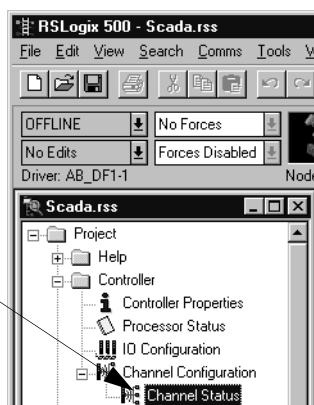 RSLogix 500 - Scada.rss
File Edit View Search Comms Tools
OFFLINE No Forces
No Edits Forces Disabled
Driver: AB_DF1-1 Node
Scada.rss
Project
Help
Controller
Controller Properties
Processor Status
IO Configuration
Channel Configuration
Channel Status